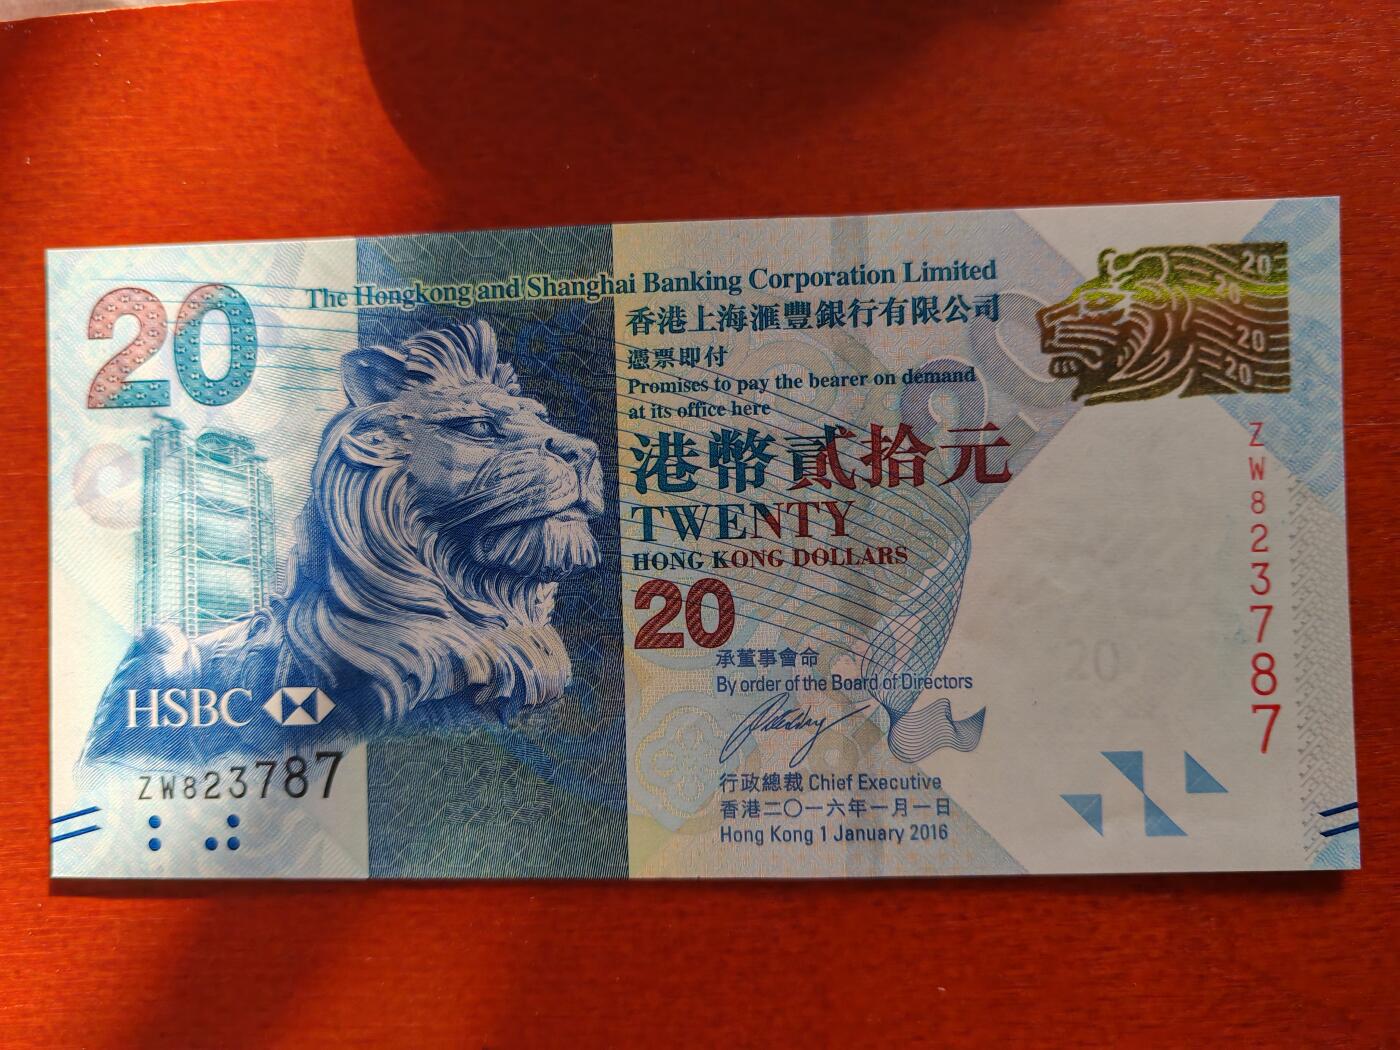 20
The Hongkong and Shanghai Banking Corporation Limited
香港上海滙豐銀行有限公司
憑票即付
Promises to pay the bearer on demand
at its office here
港幣貳拾元
TWENTY
HONG KONG DOLLARS
20
承董事會命
By order of the Board of Directors
行政總裁 Chief Executive
香港二〇一六年一月一日
Hong Kong 1 January 2016
HSBC
ZW823787
20
20
20
20
ZW823787
20